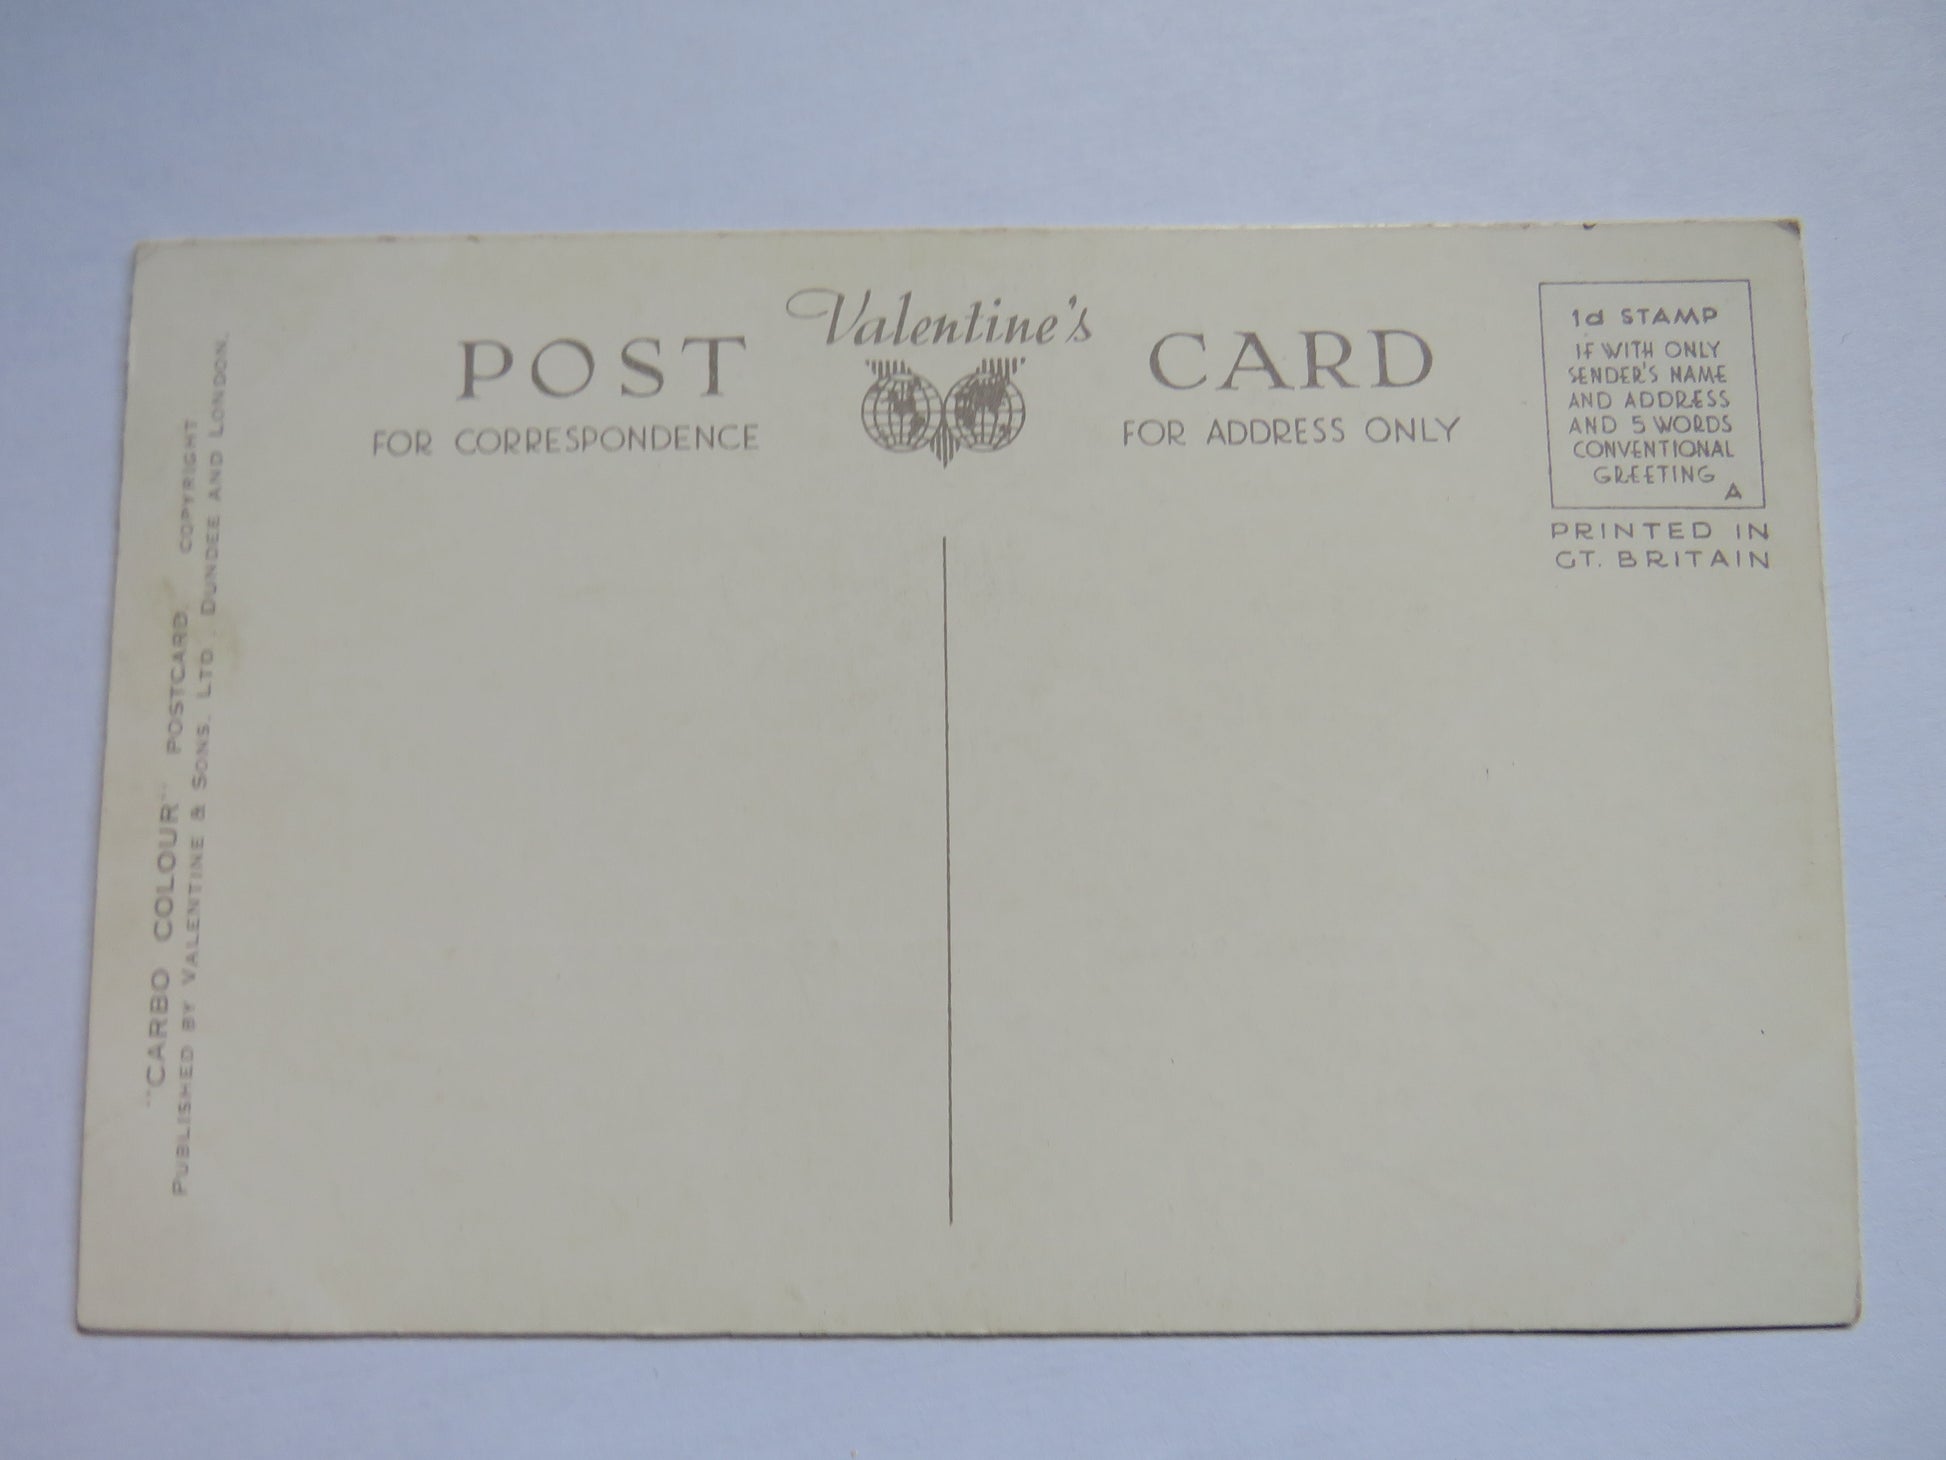 Valentine's
POST CARD
FOR CORRESPONDENCE
FOR ADDRESS ONLY
1d STAMP
IF WITH ONLY
SENDER'S NAME
AND ADDRESS
AND 5 WORDS
CONVENTIONAL
GREETING
A
PRINTED IN
GT. BRITAIN
"CARBO COLOUR" POSTCARD COPYRIGHT
PUBLISHED BY VALENTINE & SONS, LTD., DUNDEE AND LONDON.